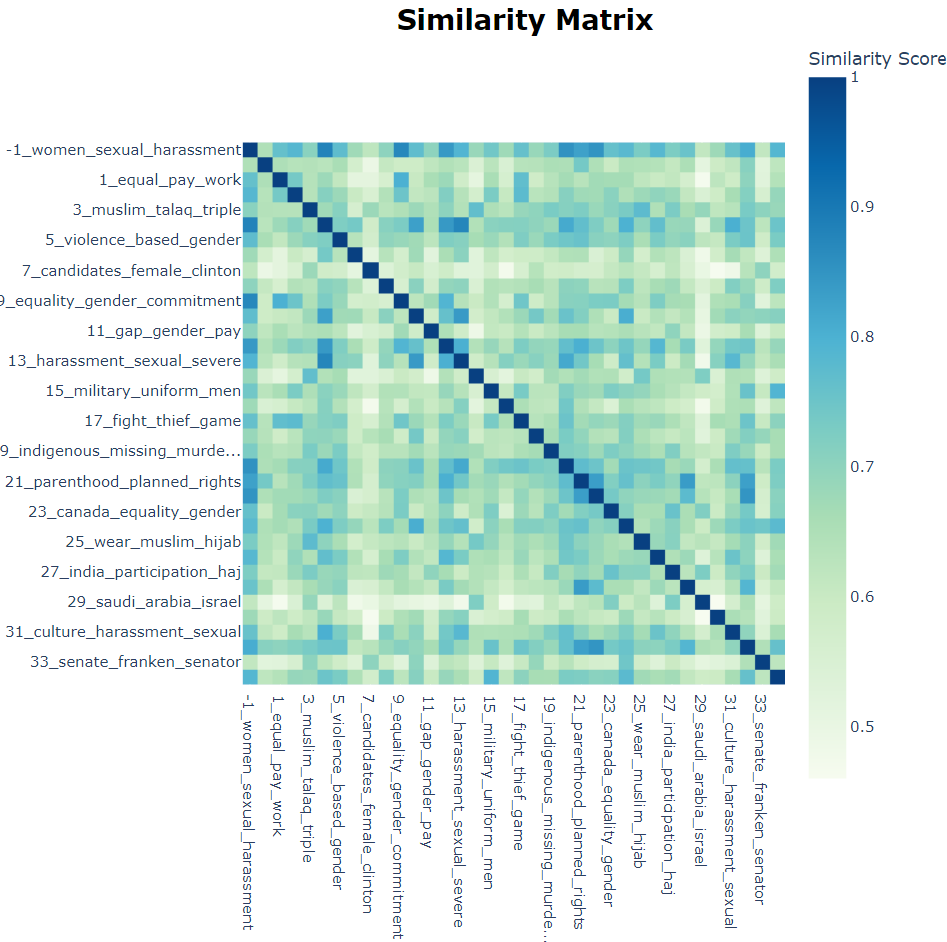 Similarity Matrix
Similarity Score
1
0.9
0.8
0.7
0.6
0.5
-1_women_sexual_harassment
1_equal_pay_work
3_muslim_talaq_triple
5_violence_based_gender
7_candidates_female_clinton
9_equality_gender_commitment
11_gap_gender_pay
13_harassment_sexual_severe
15_military_uniform_men
17_fight_thief_game
9_indigenous_missing_murde...
21_parenthood_planned_rights
23_canada_equality_gender
25_wear_muslim_hijab
27_india_participation_haj
29_saudi_arabia_israel
31_culture_harassment_sexual
33_senate_franken_senator
-1_women_sexual_harassment
1_equal_pay_work
3_muslim_talaq_triple
5_violence_based_gender
7_candidates_female_clinton
9_equality_gender_commitment
11_gap_gender_pay
13_harassment_sexual_severe
15_military_uniform_men
17_fight_thief_game
19_indigenous_missing_murde...
21_parenthood_planned_rights
23_canada_equality_gender
25_wear_muslim_hijab
27_india_participation_haj
29_saudi_arabia_israel
31_culture_harassment_sexual
33_senate_franken_senator